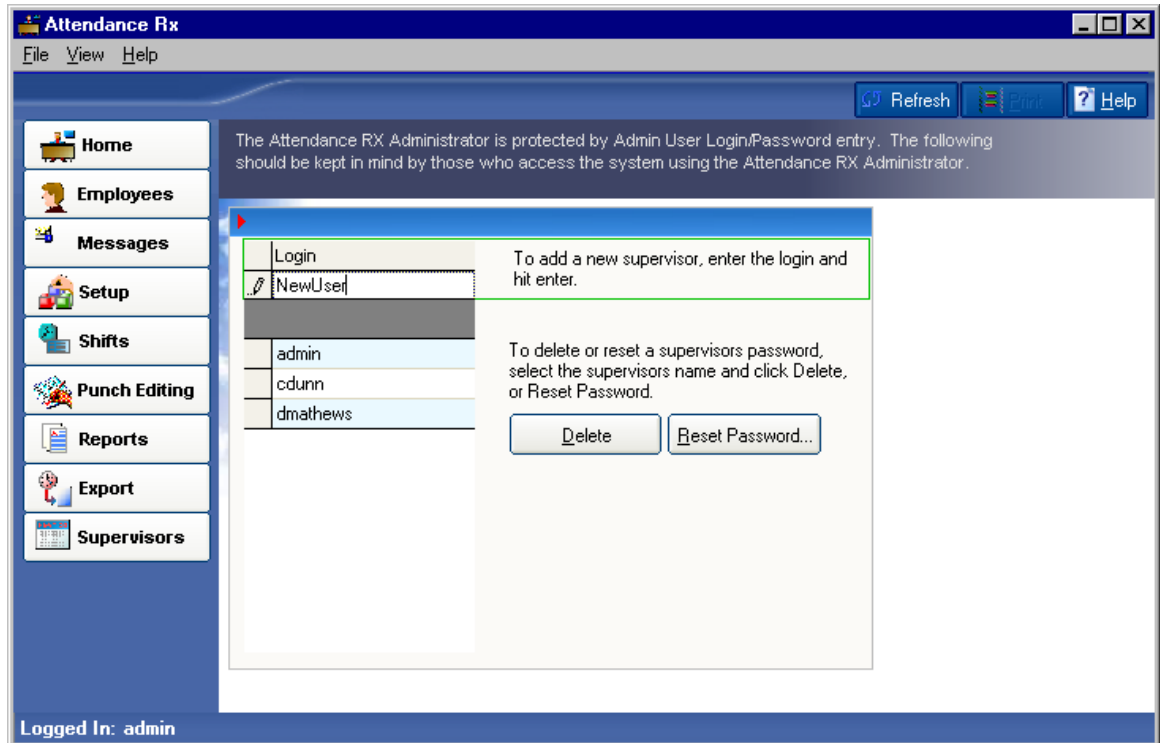 Attendance Rx
File View Help
Refresh Print Help
Home
Employees
Messages
Setup
Shifts
Punch Editing
Reports
Export
Supervisors
The Attendance RX Administrator is protected by Admin User Login/Password entry. The following
should be kept in mind by those who access the system using the Attendance RX Administrator.
Login
NewUser
To add a new supervisor, enter the login and
hit enter.
admin
cdunn
dmathews
To delete or reset a supervisors password,
select the supervisors name and click Delete,
or Reset Password.
Delete Reset Password...
Logged In: admin